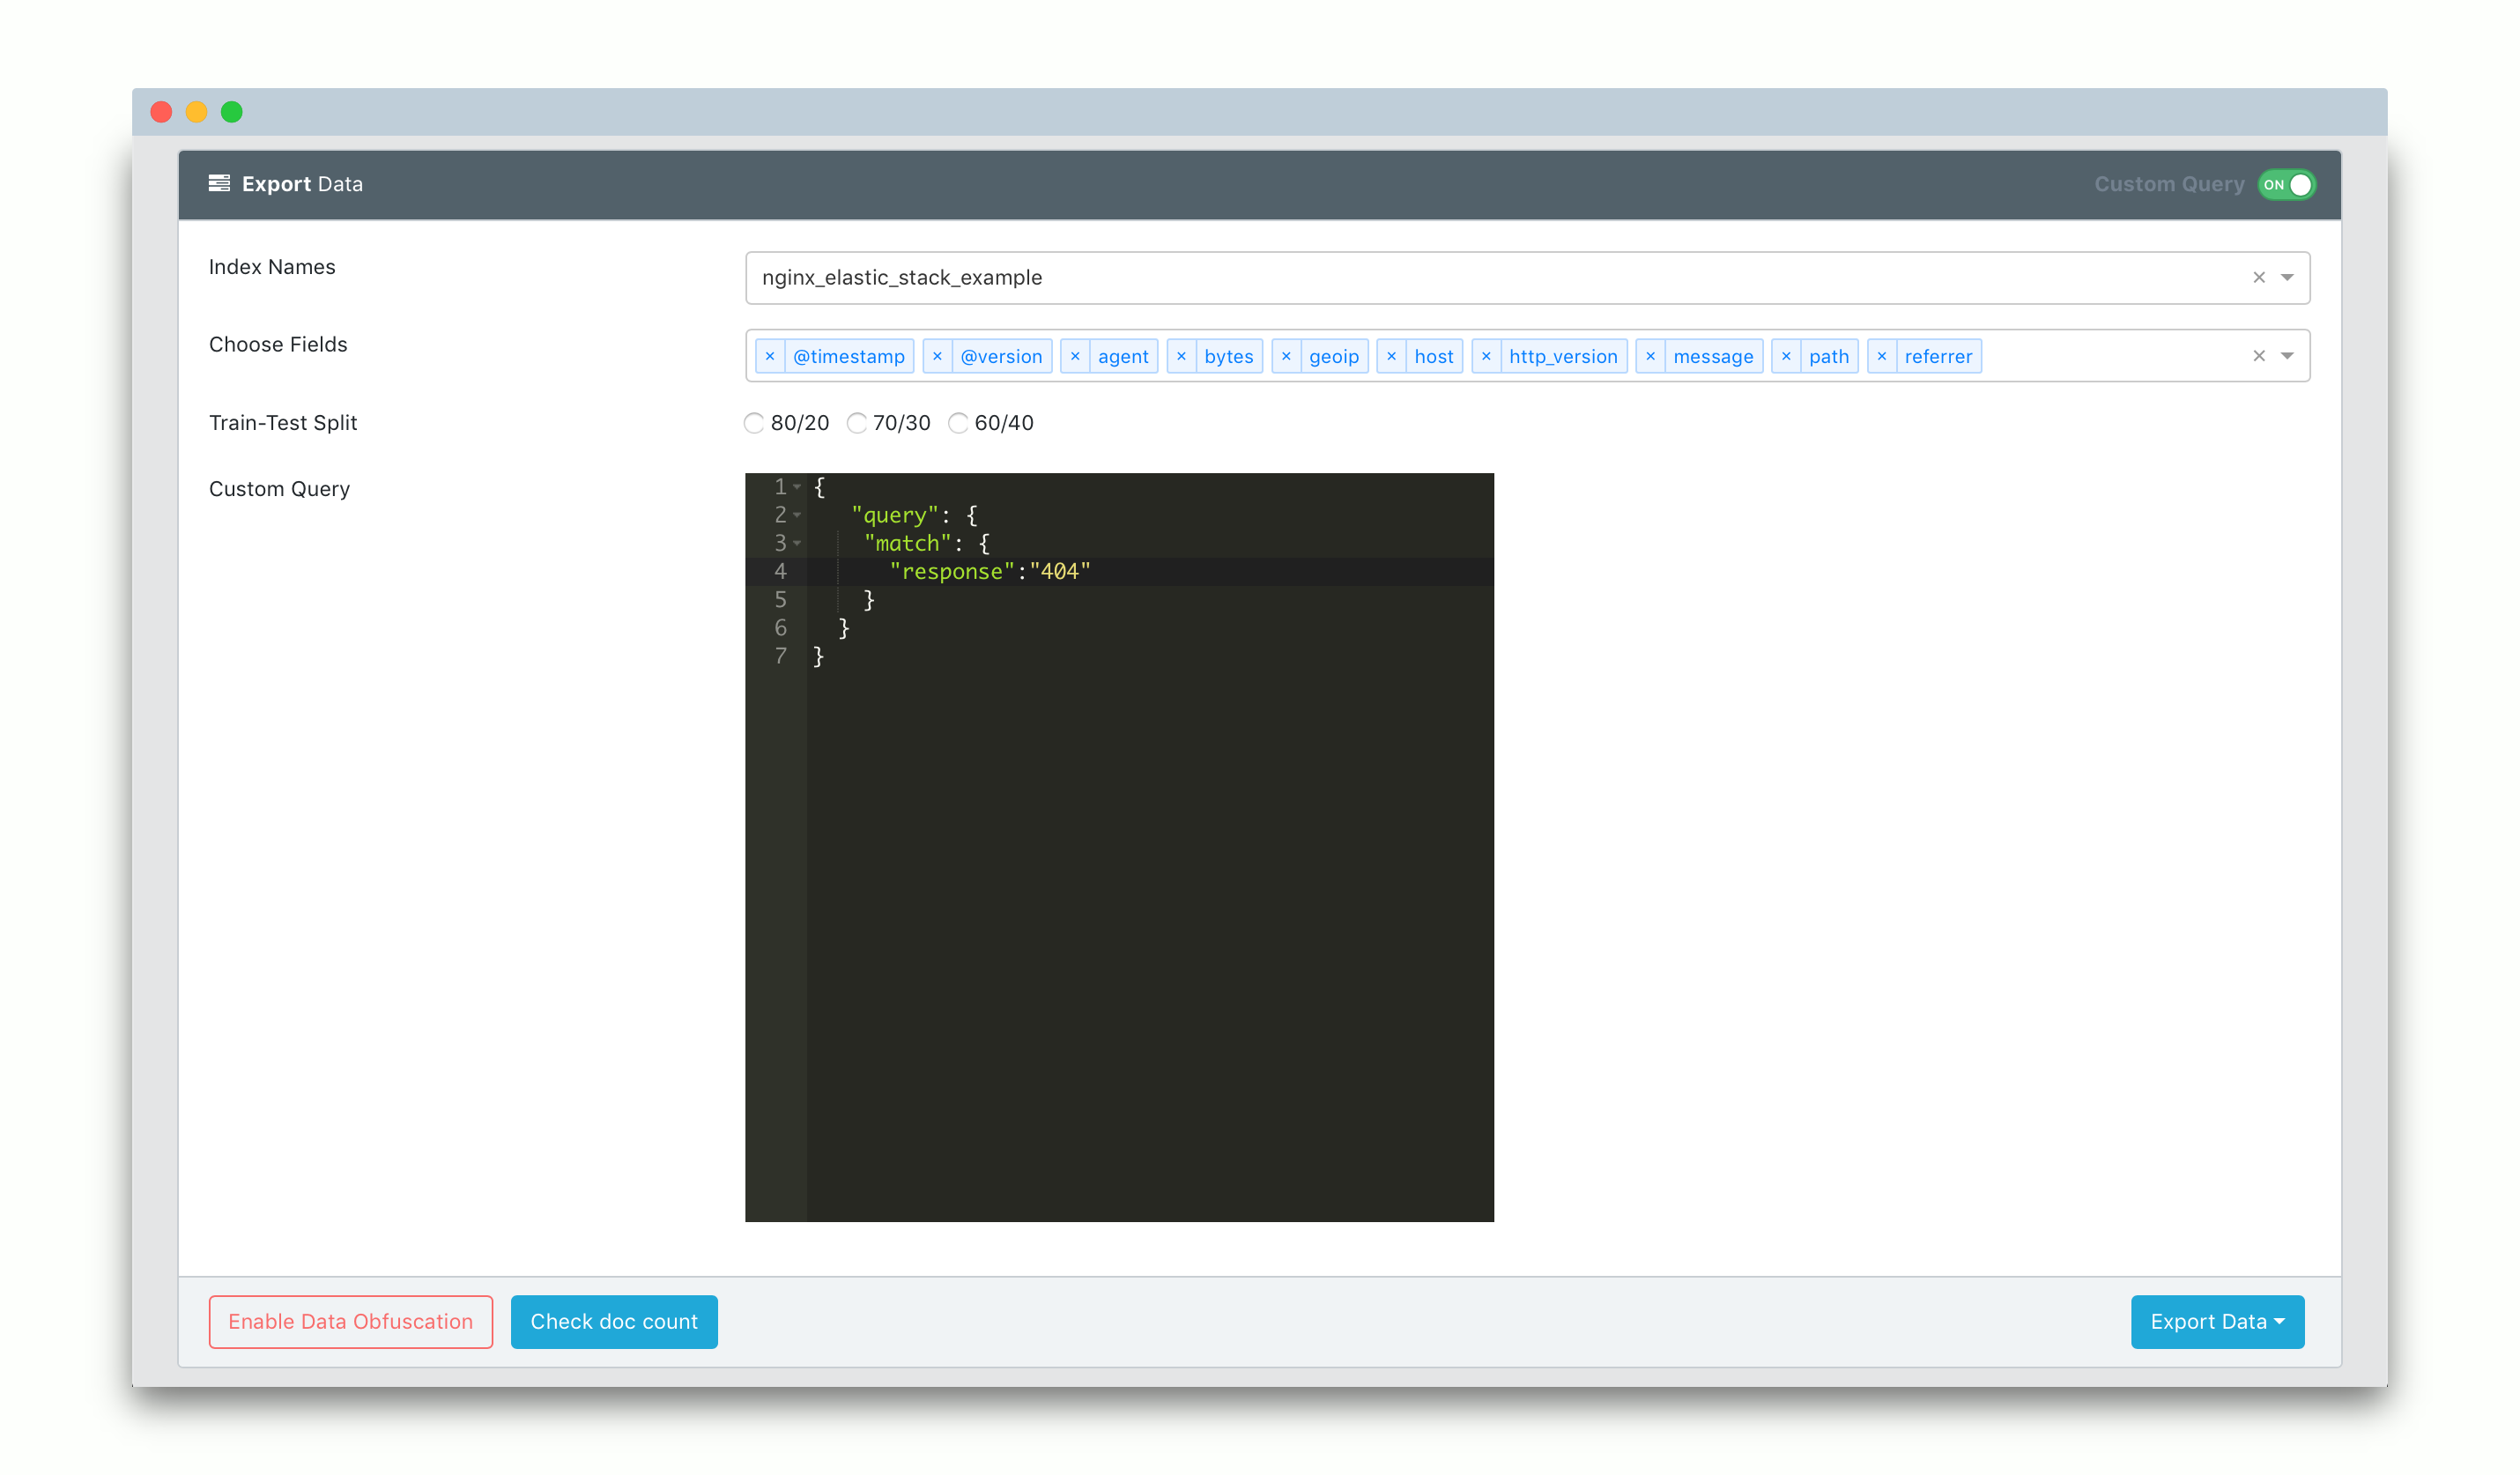 Export Data
Custom Query ON
Index Names
nginx_elastic_stack_example
Choose Fields
× @timestamp × @version × agent × bytes × geoip × host × http_version × message × path × referrer
Train-Test Split
80/20 70/30 60/40
Custom Query
1 {
2 "query": {
3 "match": {
4 "response":"404"
5 }
6 }
7 }
Enable Data Obfuscation
Check doc count
Export Data